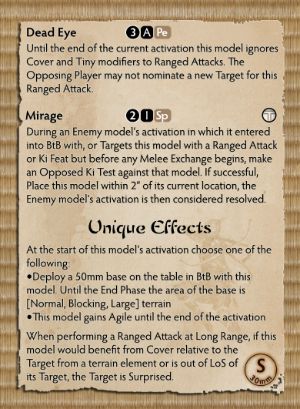 Dead Eye 3 A Pe
Until the end of the current activation this model ignores
Cover and Tiny modifiers to Ranged Attacks. The
Opposing Player may not nominate a new Target for this
Ranged Attack.
Mirage 2 I Sp
During an Enemy model's activation in which it entered
into BtB with, or Targets this model with a Ranged Attack
or Ki Feat but before any Melee Exchange begins, make
an Opposed Ki Test against that model. If successful,
Place this model within 2" of its current location, the
Enemy model's activation is then considered resolved.
Unique Effects
At the start of this model's activation choose one of the
following:
•Deploy a 50mm base on the table in BtB with this
model. Until the End Phase the area of the base is
[Normal, Blocking, Large] terrain
•This model gains Agile until the end of the activation
When performing a Ranged Attack at Long Range, if this
model would benefit from Cover relative to the
Target from a terrain element or is out of LoS of
its Target, the Target is Surprised.
S
30mm